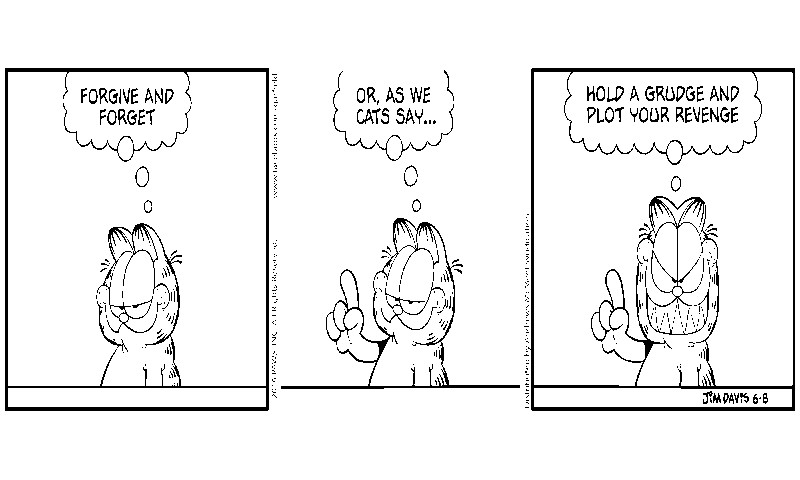 FORGIVE AND
FORGET
OR, AS WE
CATS SAY...
HOLD A GRUDGE AND
PLOT YOUR REVENGE
JIM DAVIS 6-8